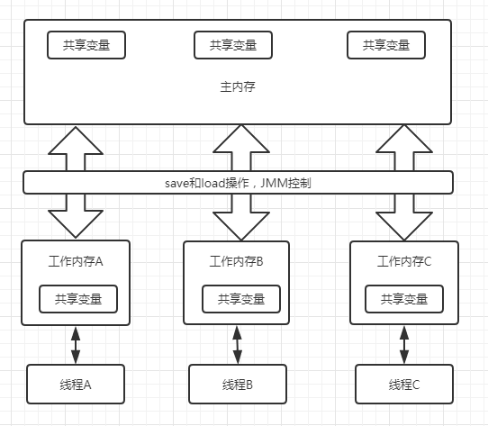 共享变量 共享变量 共享变量
主内存
save和load操作，JMM控制
工作内存A 工作内存B 工作内存C
共享变量 共享变量 共享变量
线程A 线程B 线程C